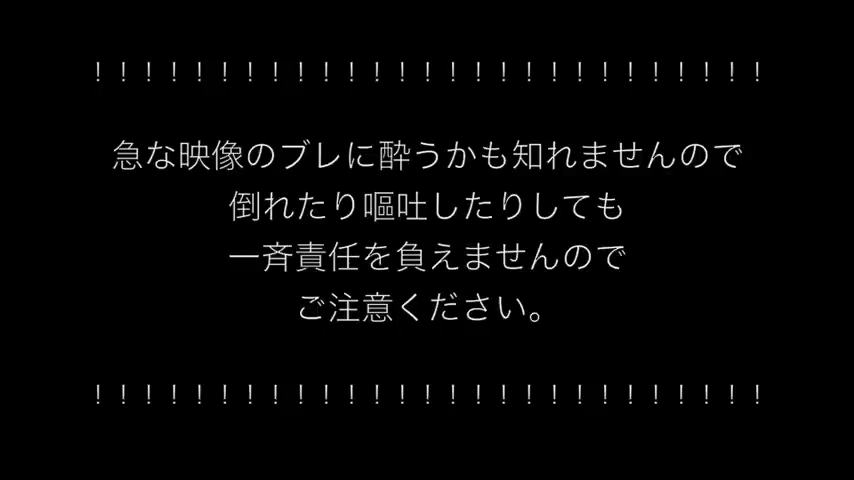 ！！！！！！！！！！！！！！！！！！！！！！！！！！！
急な映像のブレに酔うかも知れませんので
倒れたり嘔吐したりしても
一斉責任を負えませんので
ご注意ください。
！！！！！！！！！！！！！！！！！！！！！！！！！！！